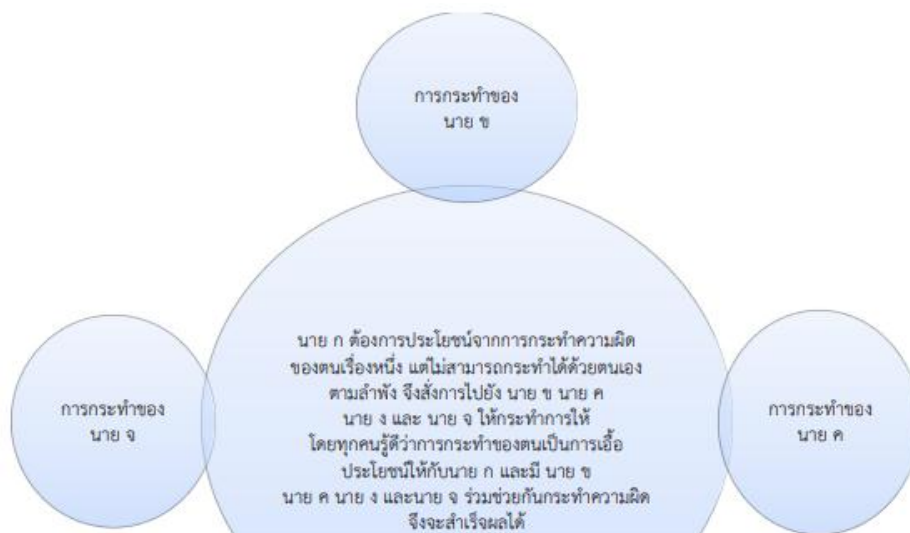 การกระทำของ
นาย ข
นาย ก ต้องการประโยชน์จากการกระทำความผิด
ของตนเรื่องหนึ่ง แต่ไม่สามารถกระทำได้ด้วยตนเอง
ตามลำพัง จึงสั่งการไปยัง นาย ข นาย ค
นาย ง และ นาย จ ให้กระทำการให้
โดยทุกคนรู้ดีว่าการกระทำของตนเป็นการเอื้อ
ประโยชน์ให้กับนาย ก และมี นาย ข
นาย ค นาย ง และนาย จ ร่วมช่วยกันกระทำความผิด
จึงจะสำเร็จผลได้
การกระทำของ
นาย จ
การกระทำของ
นาย ค